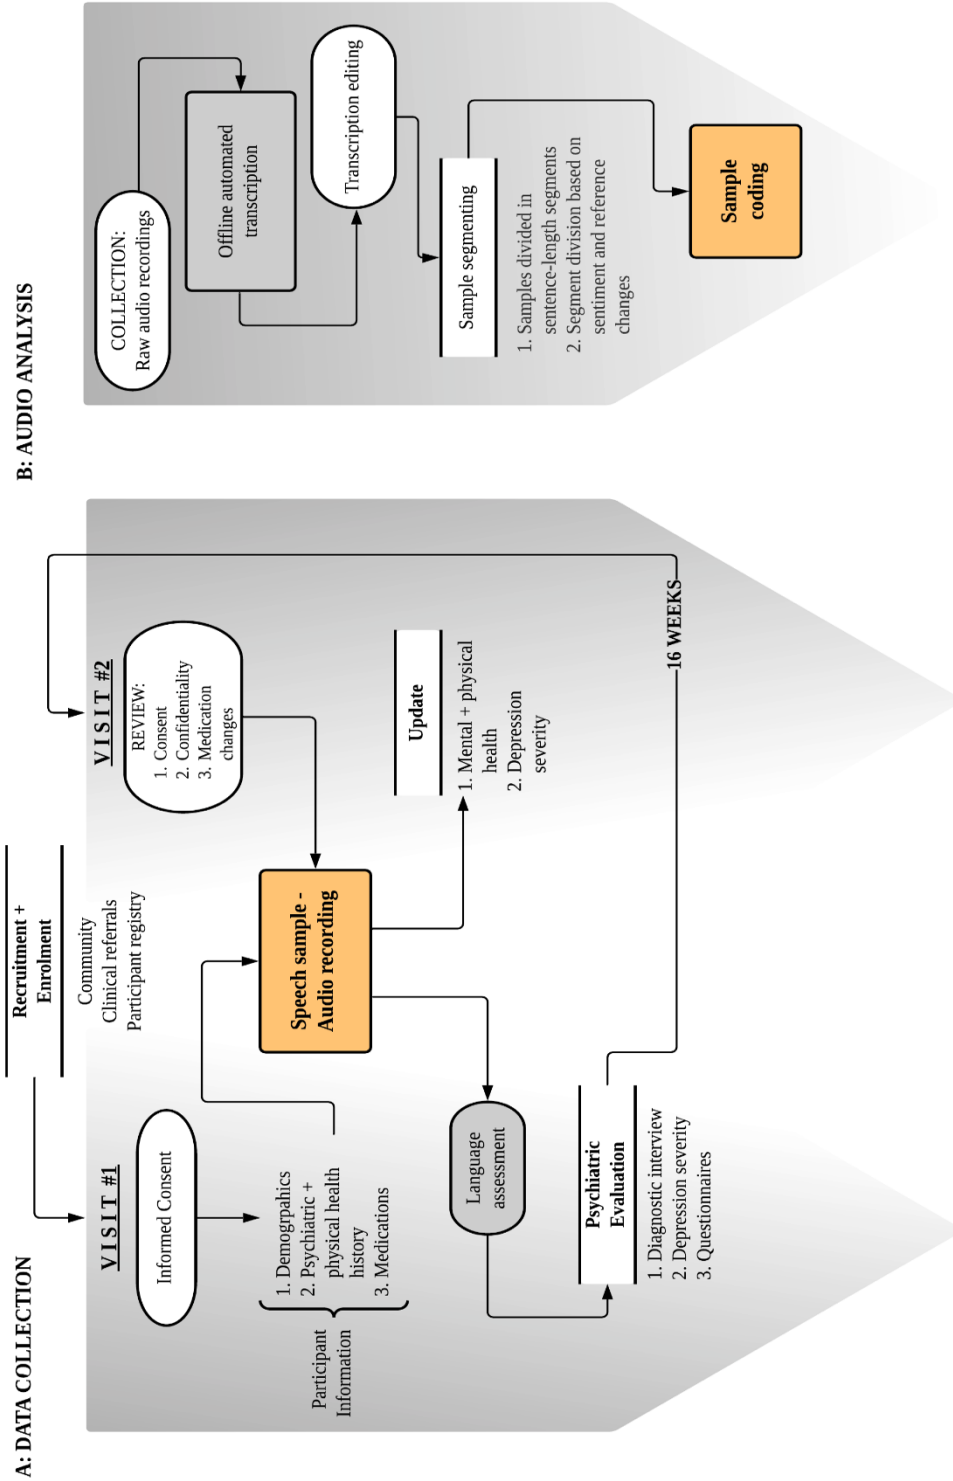 A: DATA COLLECTION
Recruitment +
Enrolment
Community
Clinical referrals
Participant registry
VISIT #1
Informed Consent
Participant
Information
1. Demogrpahics
2. Psychiatric +
physical health
history
3. Medications
Speech sample -
Audio recording
Language
assessment
Psychiatric
Evaluation
1. Diagnostic interview
2. Depression severity
3. Questionnaires
16 WEEKS
VISIT #2
REVIEW:
1. Consent
2. Confidentiality
3. Medication
changes
Update
1. Mental + physical
health
2. Depression
severity
B: AUDIO ANALYSIS
COLLECTION:
Raw audio recordings
Offline automated
transcription
Transcription editing
Sample segmenting
1. Samples divided in
sentence-length segments
2. Segment division based on
sentiment and reference
changes
Sample
coding